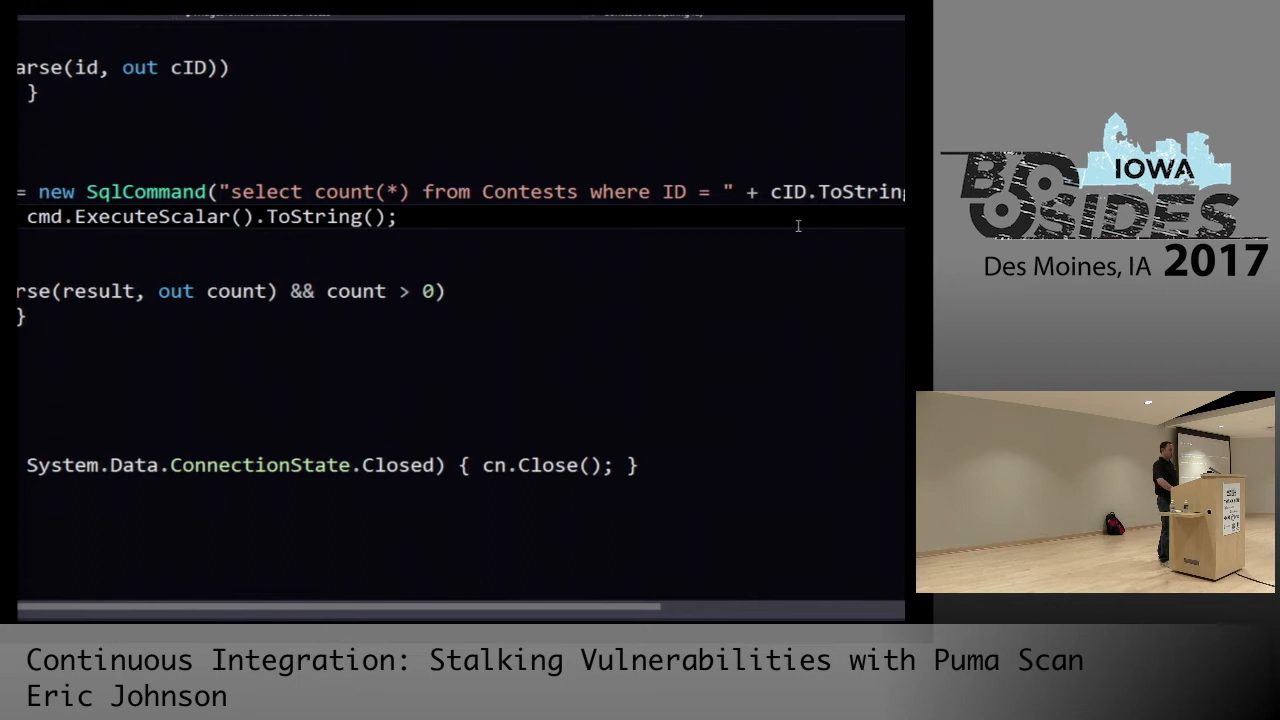 arse(id, out cID))
}
= new SqlCommand("select count(*) from Contests where ID = " + cID.ToString
cmd.ExecuteScalar().ToString();
rse(result, out count) && count > 0)
}
System.Data.ConnectionState.Closed) { cn.Close(); }
BSIDES
IOWA
Des Moines, IA 2017
Continuous Integration: Stalking Vulnerabilities with Puma Scan
Eric Johnson